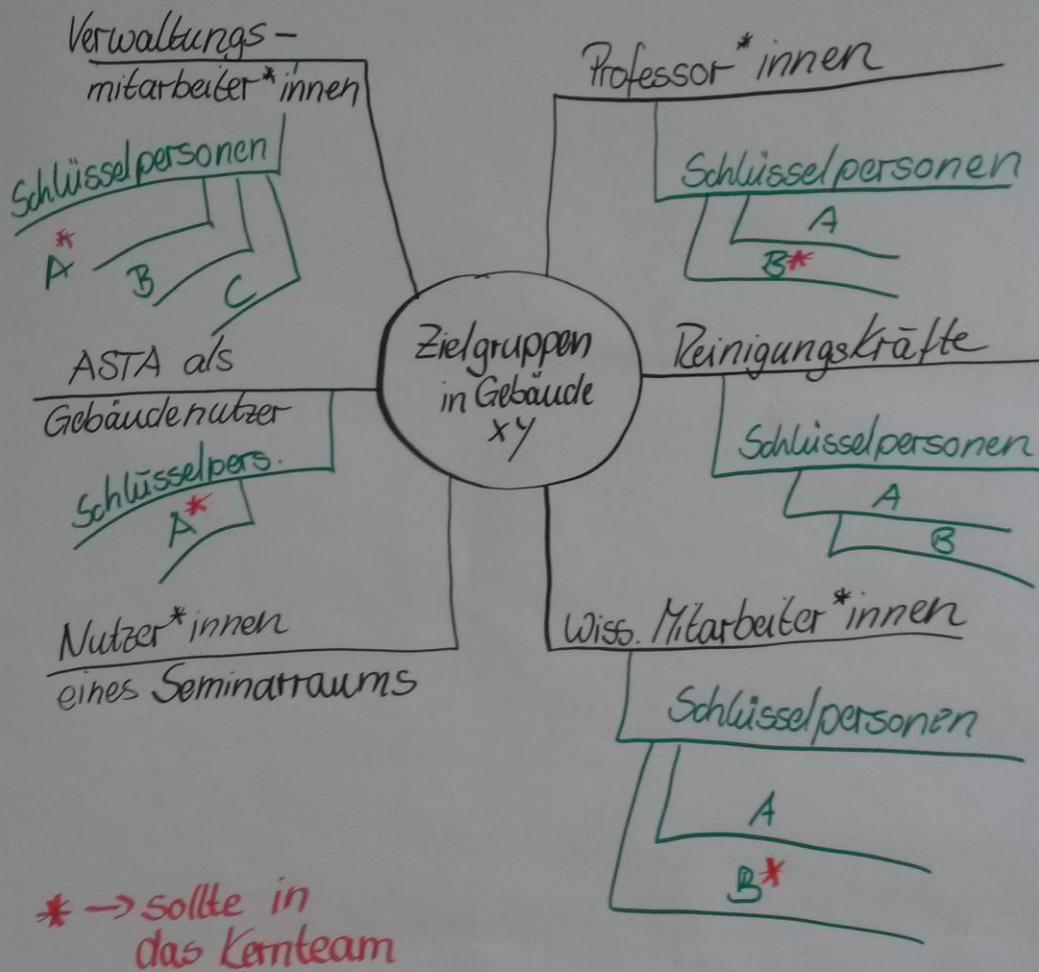 Verwaltungs-
mitarbeiter*innen
Schlüsselpersonen
A*
B
C
ASTA als
Gebäudenutzer
Schlüsselpers.
A*
Nutzer*innen
eines Seminarraums
Zielgruppen
in Gebäude
xy
Professor*innen
Schlüsselpersonen
A
B*
Reinigungskräfte
Schlüsselpersonen
A
B
Wiss. Mitarbeiter*innen
Schlüsselpersonen
A
B*
* → sollte in
das Kernteam